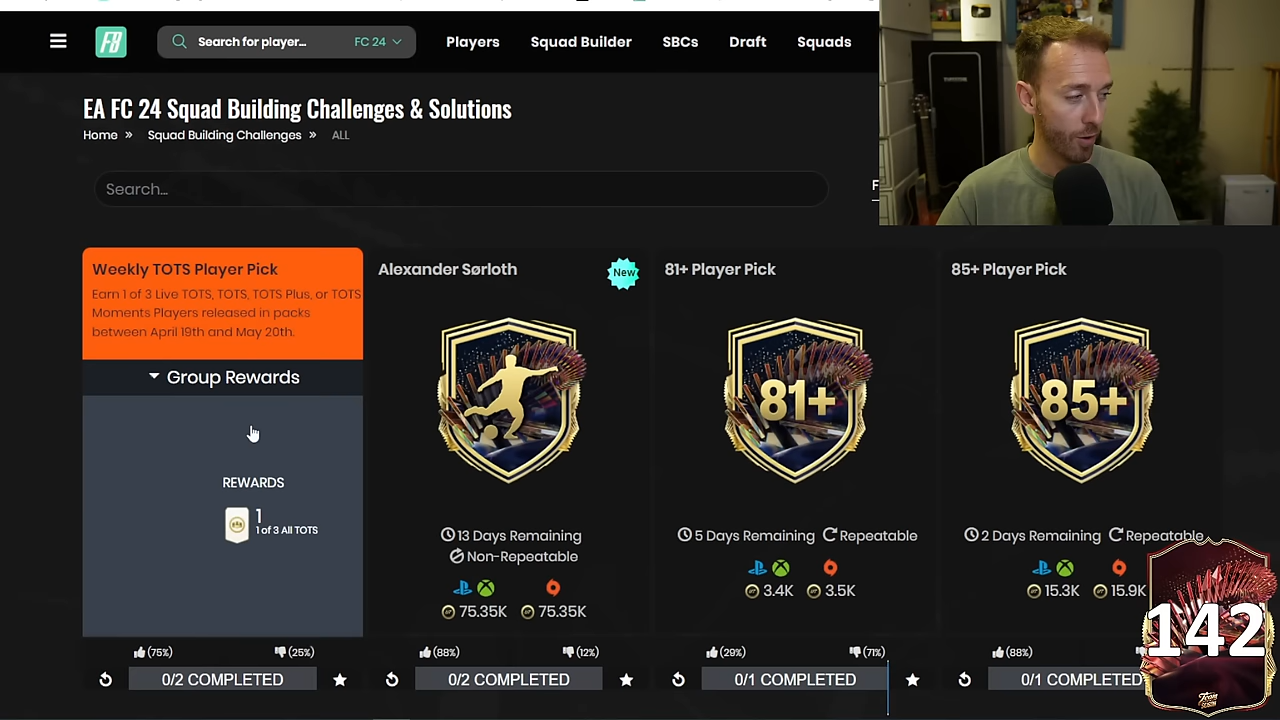 FB
Search for player...
FC 24
Players
Squad Builder
SBCs
Draft
Squads
EA FC 24 Squad Building Challenges & Solutions
Home » Squad Building Challenges » ALL
Search...
F
Weekly TOTS Player Pick
Earn 1 of 3 Live TOTS, TOTS, TOTS Plus, or TOTS
Moments Players released in packs
between April 19th and May 20th.
Group Rewards
REWARDS
1
1 of 3 All TOTS
(75%)
(25%)
0/2 COMPLETED
Alexander Sørloth
New
13 Days Remaining
Non-Repeatable
75.35K
75.35K
(88%)
(12%)
0/2 COMPLETED
81+ Player Pick
81+
5 Days Remaining
Repeatable
3.4K
3.5K
(29%)
(71%)
0/1 COMPLETED
85+ Player Pick
85+
2 Days Remaining
Repeatable
15.3K
15.9K
(88%)
0/1 COMPLETED
142